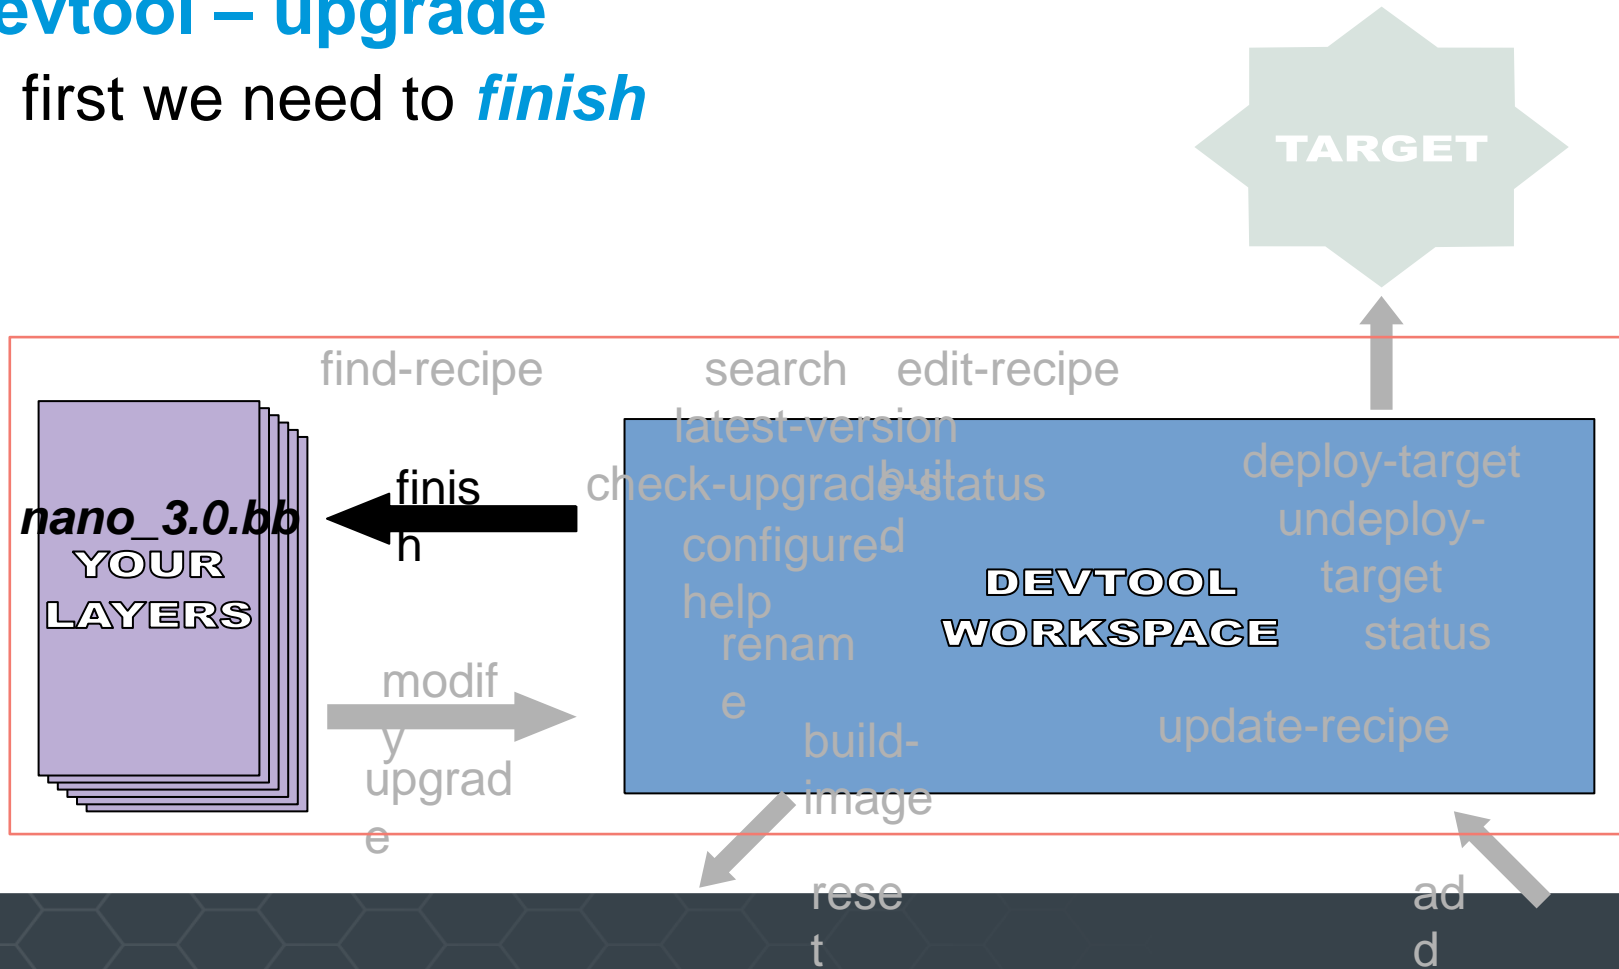 evtool – upgrade
first we need to finish
TARGET
find-recipe
search
edit-recipe
latest-version
check-upgrade-status
buil
d
configure-
help
renam
e
build-
image
deploy-target
undeploy-
target
status
update-recipe
DEVTOOL
WORKSPACE
finis
h
nano_3.0.bb
YOUR
LAYERS
modif
y
upgrad
e
rese
t
ad
d